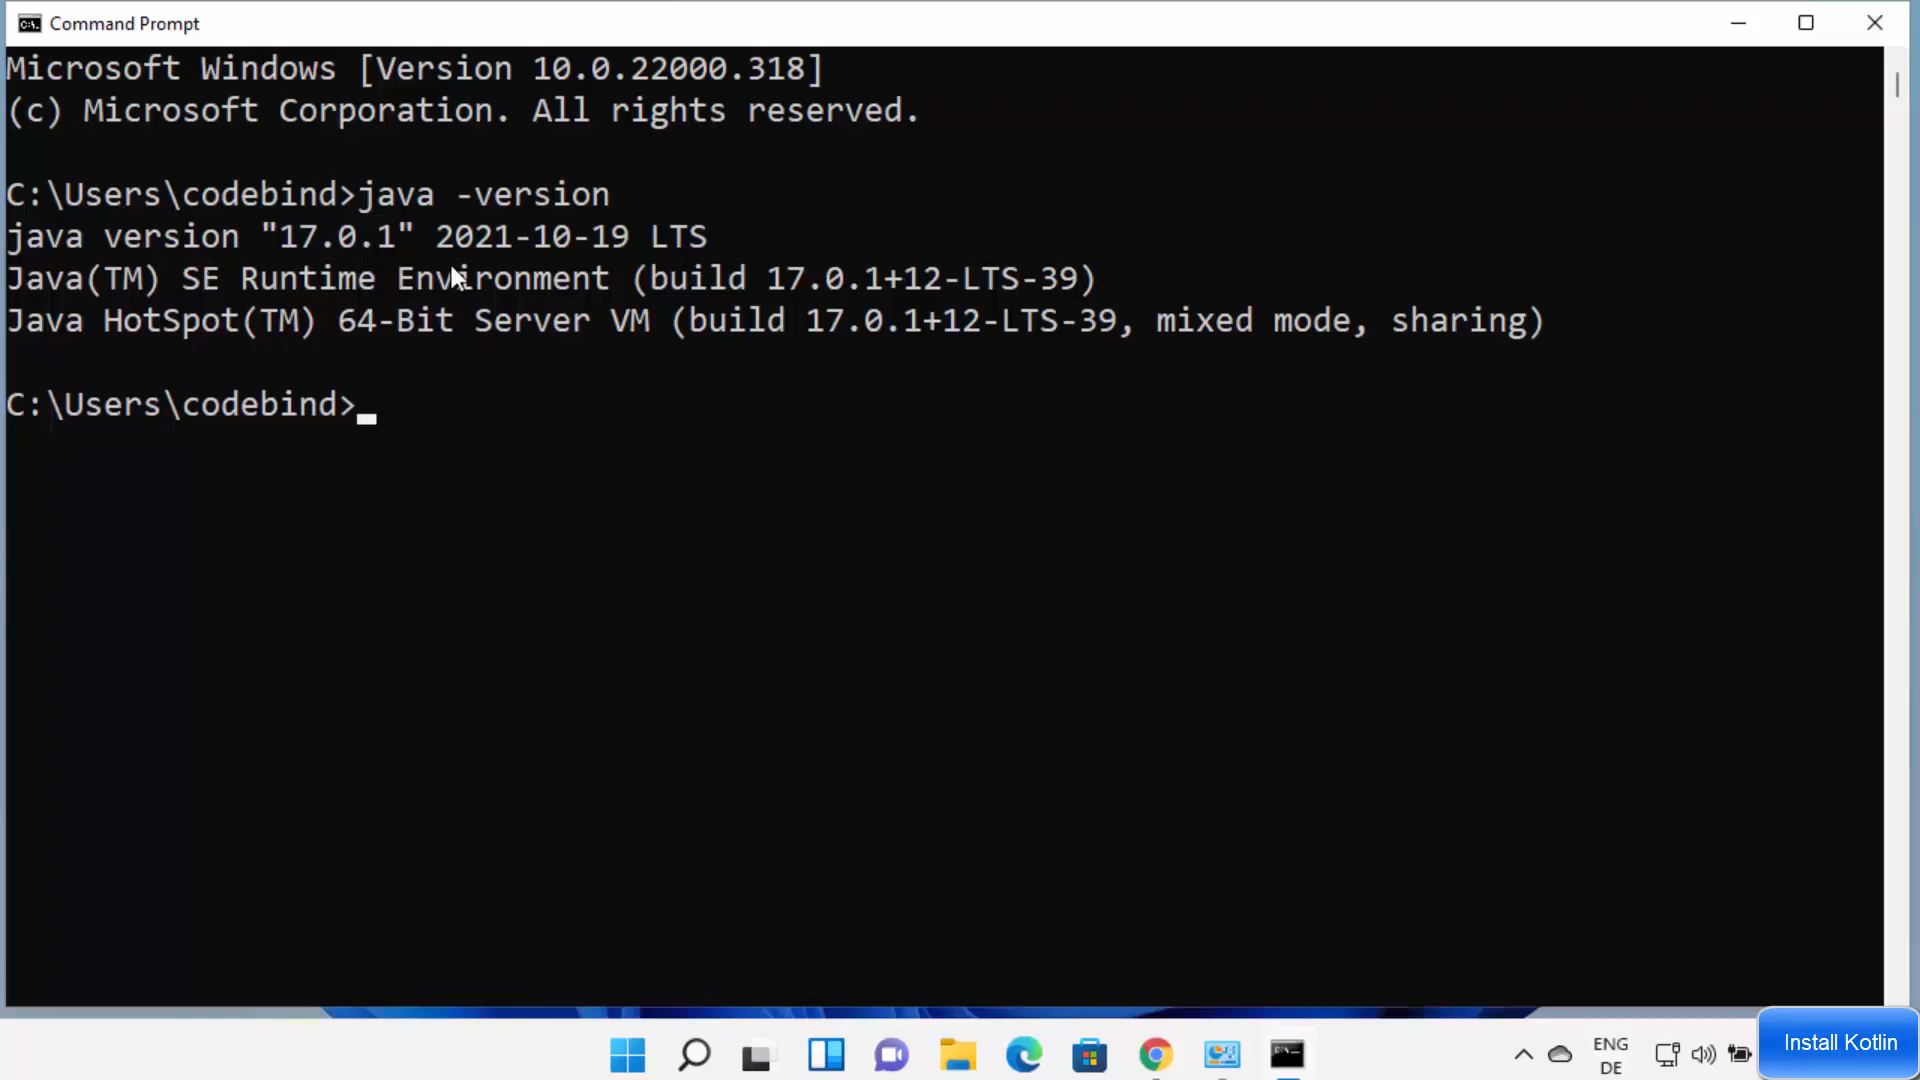 Command Prompt
Microsoft Windows [Version 10.0.22000.318]
(c) Microsoft Corporation. All rights reserved.
C:\Users\codebind>java -version
java version "17.0.1" 2021-10-19 LTS
Java(TM) SE Runtime Environment (build 17.0.1+12-LTS-39)
Java HotSpot(TM) 64-Bit Server VM (build 17.0.1+12-LTS-39, mixed mode, sharing)
C:\Users\codebind>
ENG
DE
Install Kotlin